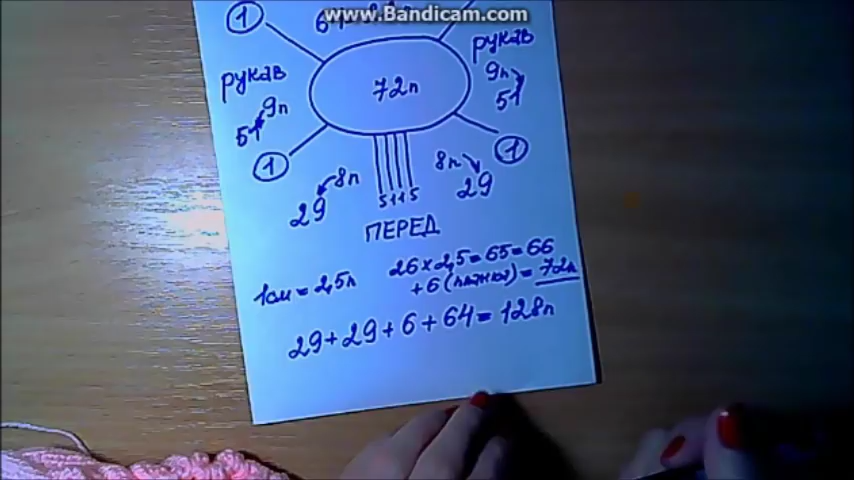 www.Bandicam.com
1
рукав
рукав
9п
51
9п
51
72п
1
1
8п
29
8п
29
5115
ПЕРЕД
1см = 2,5п
26 x 2,5 = 65 = 66
+ 6 (планка) = 72п
29 + 29 + 6 + 64 = 128п